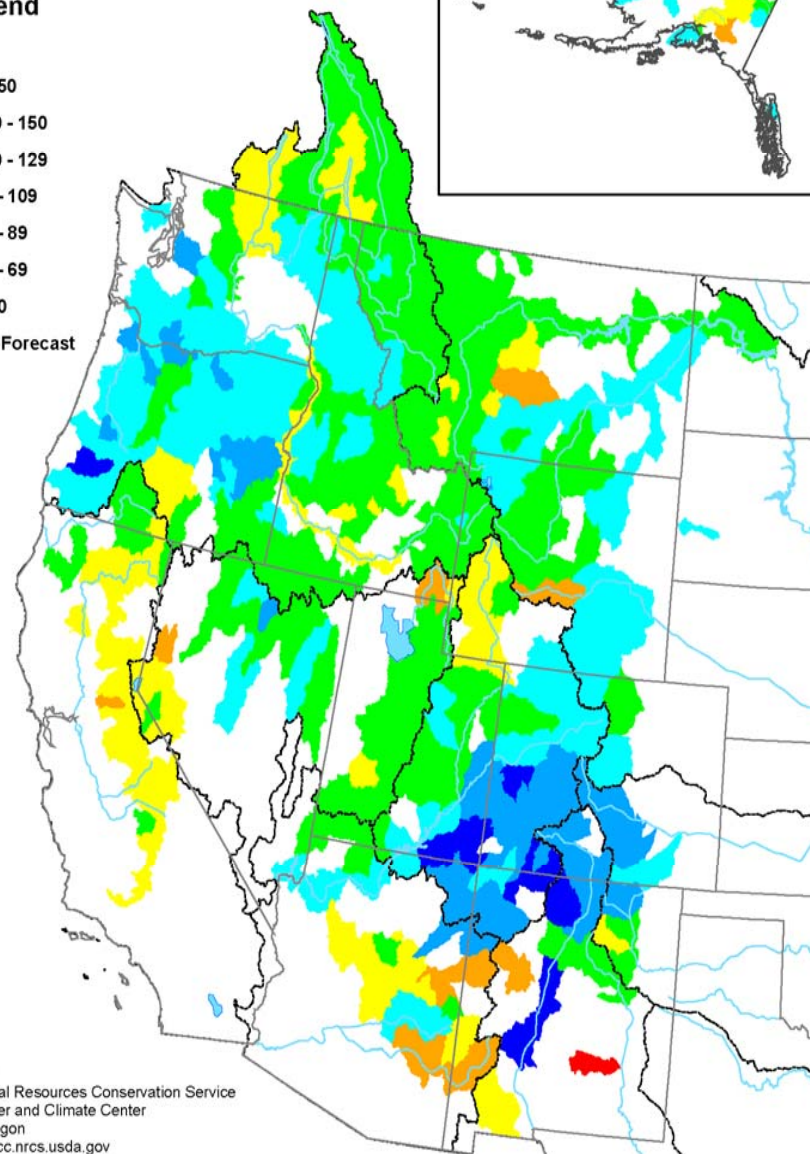 end
50
- 150
- 129
- 109
- 89
- 69
0
Forecast
al Resources Conservation Service
er and Climate Center
gon
cc.nrcs.usda.gov